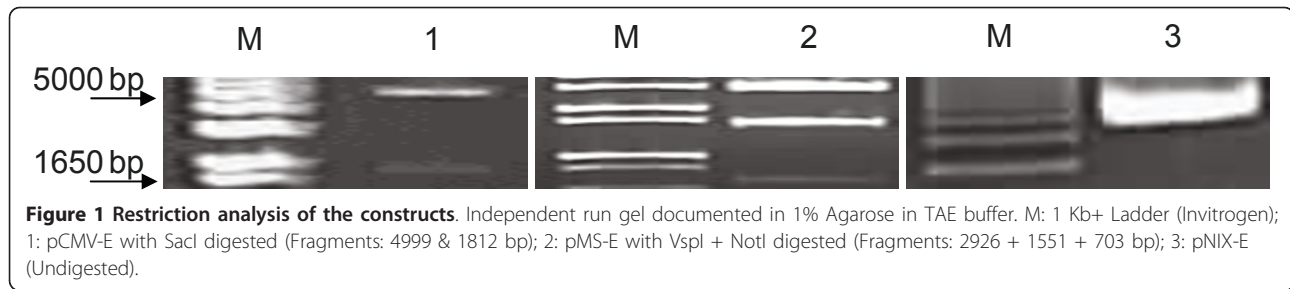 M 1 M 2 M 3
5000 bp
1650 bp
Figure 1 Restriction analysis of the constructs. Independent run gel documented in 1% Agarose in TAE buffer. M: 1 Kb+ Ladder (Invitrogen);
1: pCMV-E with SacI digested (Fragments: 4999 & 1812 bp); 2: pMS-E with VspI + NotI digested (Fragments: 2926 + 1551 + 703 bp); 3: pNIX-E
(Undigested).